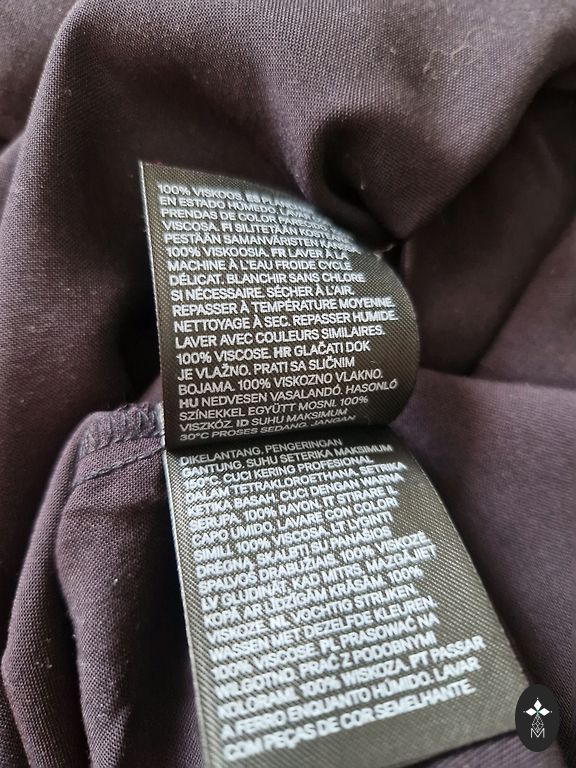 100% VISKOOS. ES
EN ESTADO HÚMEDO. LAVAR
PRENDAS DE COLOR PARECIDO.
VISCOSA. FI SILITETÄÄN
PESTÄÄN SAMANVÄRISTEN
100% VISKOOSIA. FR LAVER À LA
MACHINE À L'EAU FROIDE CYCLE
DÉLICAT. BLANCHIR SANS CHLORE
SI NÉCESSAIRE. SÉCHER À L'AIR.
REPASSER À TEMPÉRATURE MOYENNE.
NETTOYAGE À SEC. REPASSER HUMIDE.
LAVER AVEC COULEURS SIMILAIRES.
100% VISCOSE. HR GLAČATI DOK
JE VLAŽNO. PRATI SA SLIČNIM
BOJAMA. 100% VISKOZNO VLAKNO.
HU NEDVESEN VASALANDÓ. HASONLÓ
SZÍNEKKEL EGYÜTT MOSNI. 100%
VISZKÓZ. ID SUHU MAKSIMUM
30°C PROSES SEDANG. JANGAN
DIKELANTANG. PENGERINGAN
GANTUNG. SUHU SETERIKA MAKSIMUM
150°C. CUCI KERING PROFESIONAL
DALAM TETRAKLOROETHANA. SETRIKA
SETIKA BASAH. CUCI DENGAN WARNA
SERUPA. 100% RAYON. IT STIRARE IL
CAPO UMIDO. LAVARE CON COLORI
SIMILI. 100% VISCOSA. LT LYGINTI
DRĖGNĄ. SKALBTI SU PANAŠIOS
SPALVOS DRABUŽIAIS. 100% VISKOZĖ.
LV GLUDINĀT, KAD MITRS. MAZGĀJIET
KOPĀ AR LĪDZĪGĀM KRĀSĀM. 100%
VISKOZE. NL VOCHTIG STRIJKEN.
WASSEN MET DEZELFDE KLEUREN.
100% VISCOSE. PL PRASOWAĆ NA
WILGOTNO. PRAĆ Z PODOBNYMI
KOLORAMI. 100% WISKOZA. PT PASSAR
A FERRO ENQUANTO HÚMIDO. LAVAR
COM PEÇAS DE COR SEMELHANTE.